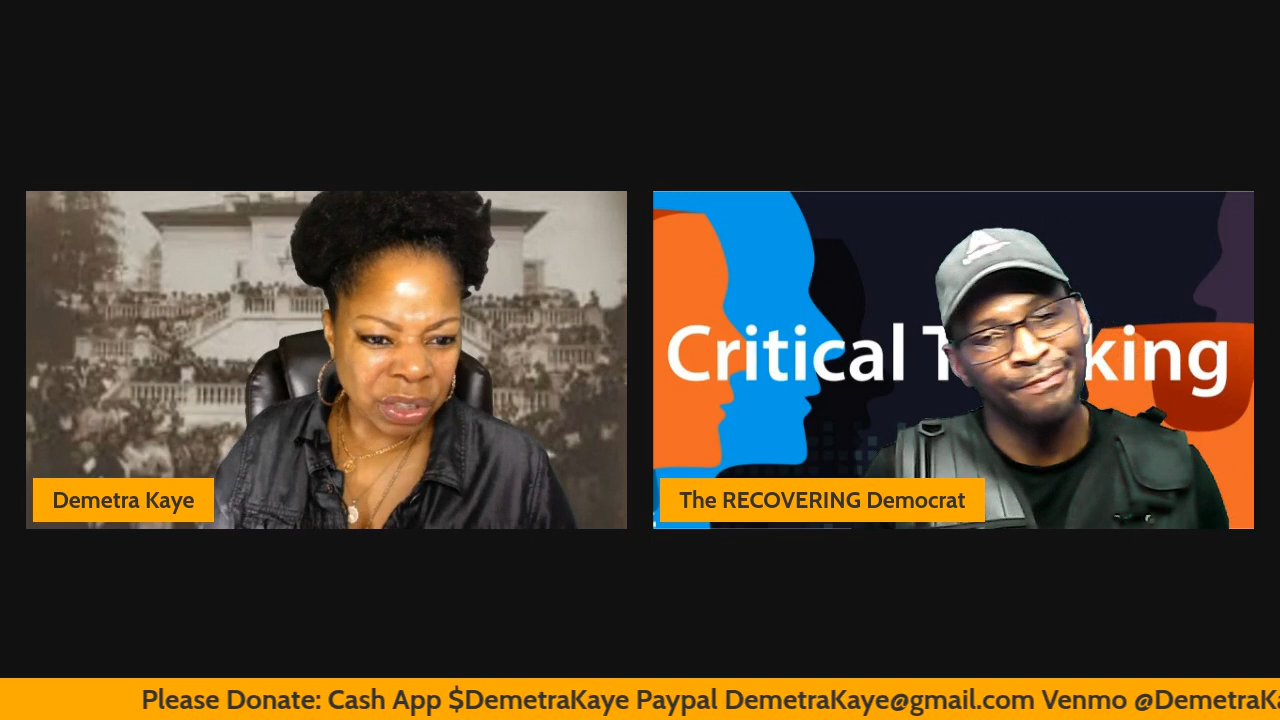 Critical T king
Demetra Kaye
The RECOVERING Democrat
Please Donate: Cash App $DemetraKaye Paypal DemetraKaye@gmail.com Venmo @DemetraKa